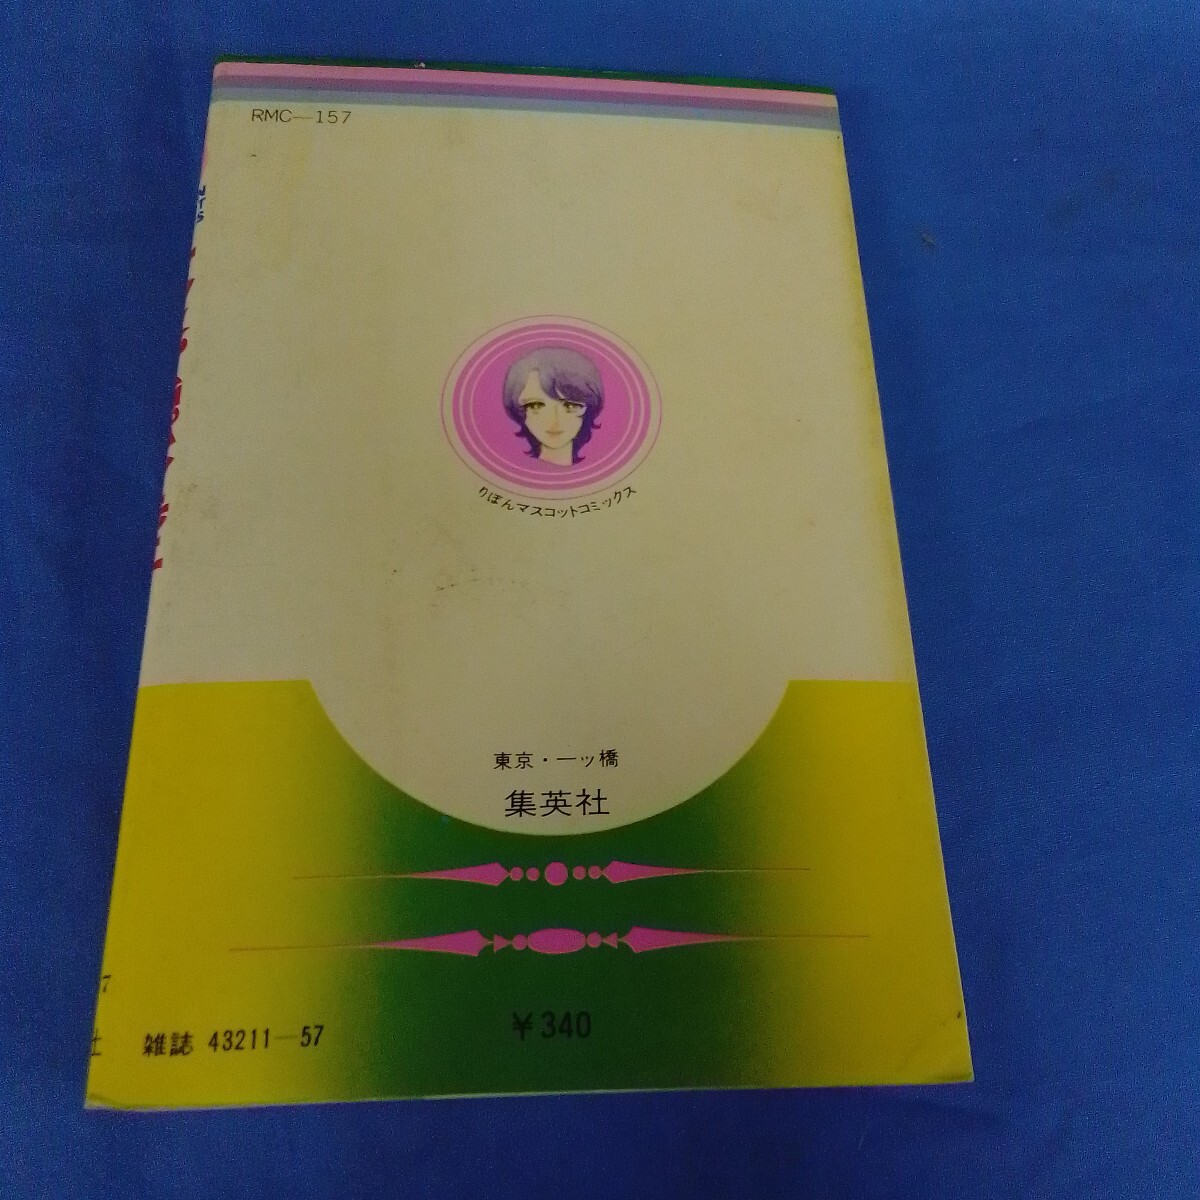 RMC—157
りぼんマスコットコミックス
東京・一ツ橋
集英社
￥340
雑誌 43211—57